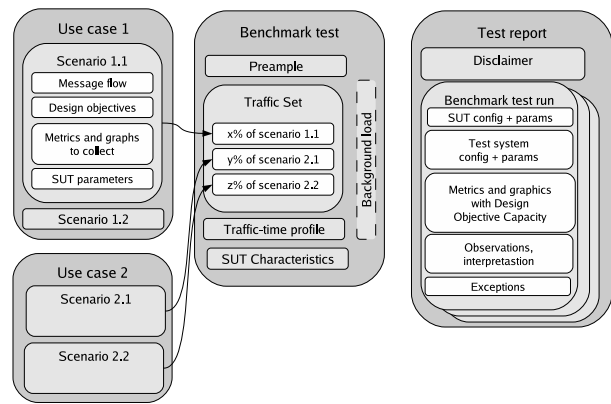 Use case 1
Scenario 1.1
Message flow
Design objectives
Metrics and graphs
to collect
SUT parameters
Scenario 1.2
Use case 2
Scenario 2.1
Scenario 2.2
Benchmark test
Preample
Traffic Set
x% of scenario 1.1
y% of scenario 2.1
z% of scenario 2.2
Background load
Traffic-time profile
SUT Characteristics
Test report
Disclaimer
Benchmark test run
SUT config + params
Test system
config + params
Metrics and graphics
with Design
Objective Capacity
Observations,
interpretastion
Exceptions